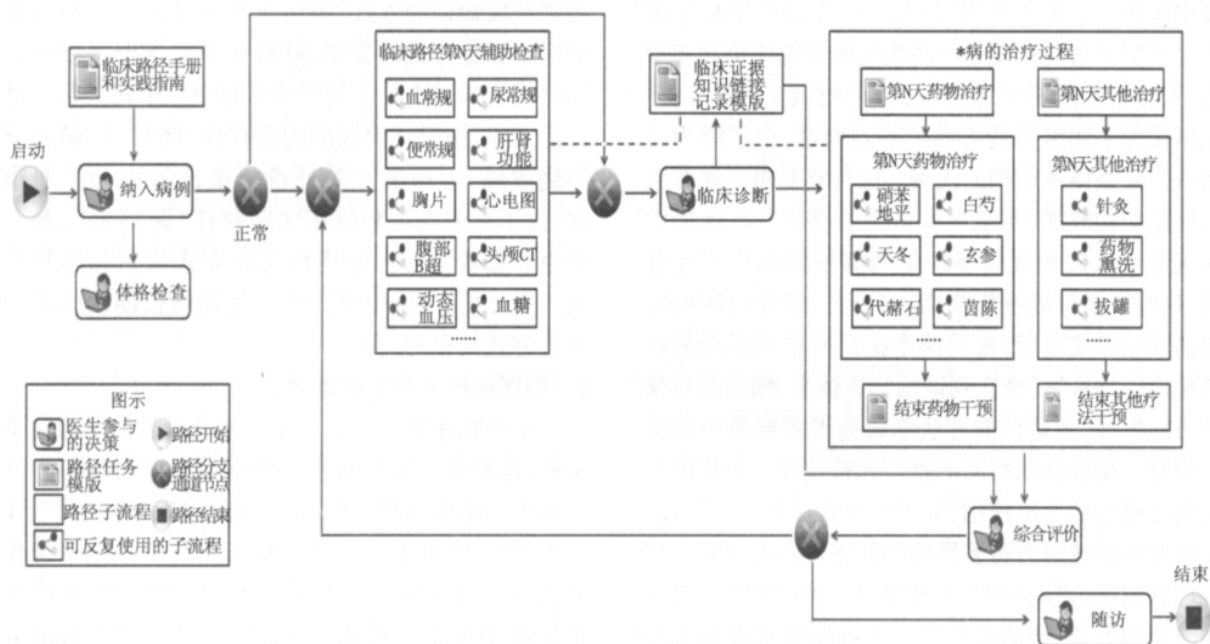 临床路径手册
和实践指南
启动
纳入病例
体格检查
正常
临床路径第N天辅助检查
血常规
尿常规
便常规
肝肾
功能
胸片
心电图
腹部
B超
头颅CT
动态
血压
血糖
······
临床证据
知识链接
记录模版
临床诊断
*病的治疗过程
第N天药物治疗
第N天其他治疗
第N天药物治疗
第N天其他治疗
硝苯
地平
白芍
针灸
天冬
玄参
药物
熏洗
代赭石
茵陈
拔罐
······
······
结束药物干预
结束其他疗
法干预
综合评价
随访
结束
图示
医生参与
的决策
路径开始
路径任务
模版
路径分支
通道节点
路径子流程
路径结束
可反复使用的子流程